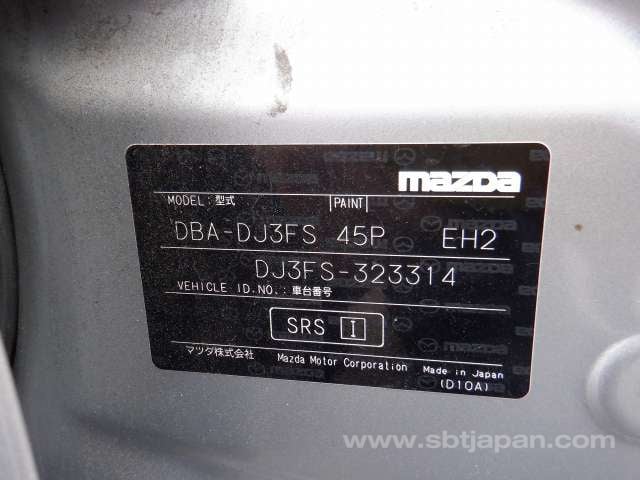 mazda
MODEL : 型式 PAINT
DBA-DJ3FS 45P EH2
DJ3FS-323314
VEHICLE ID.NO. : 車台番号
SRS I
マツダ株式会社 Mazda Motor Corporation Made in Japan
(D10A)
www.sbtjapan.com